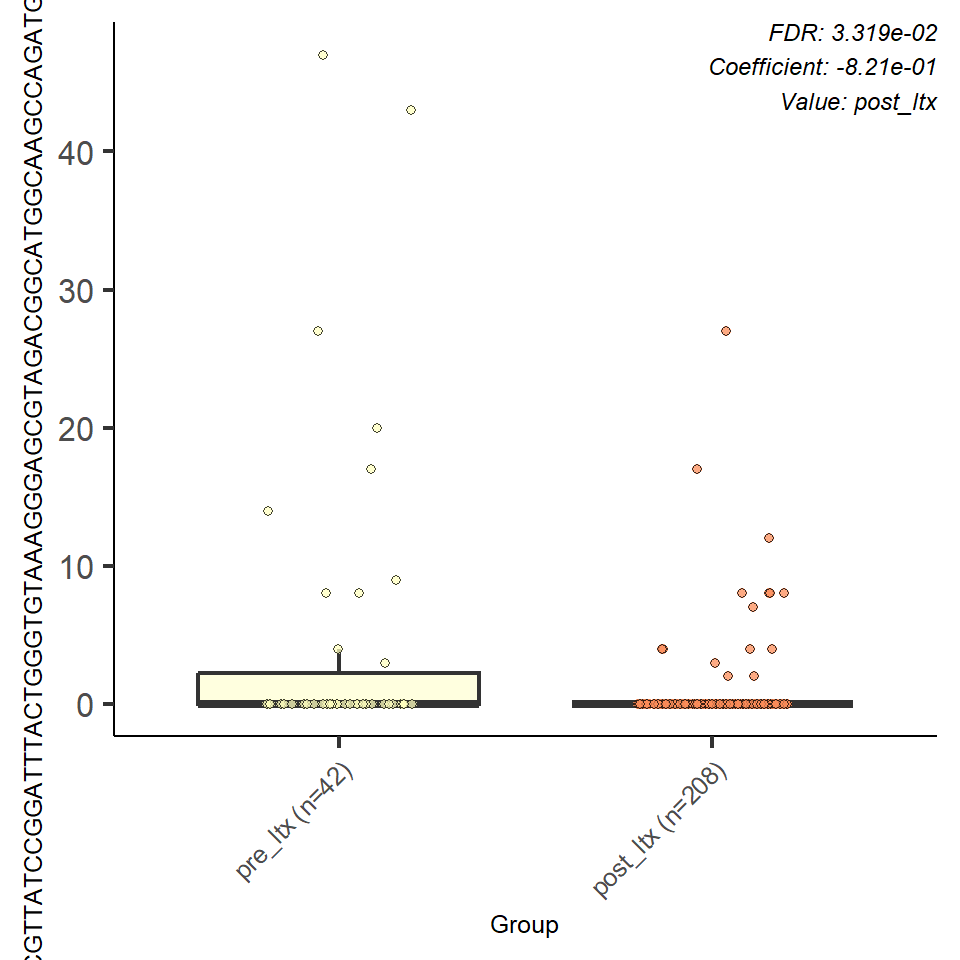 FDR: 3.319e-02
Coefficient: -8.21e-01
Value: post_ltx
CGTTATCCGGATTTACTGGGTGTAAAGGGAGCGTAGACGGCATGGCAAGCCAGATG
40
30
20
10
0
pre_ltx (n=42)
post_ltx (n=208)
Group